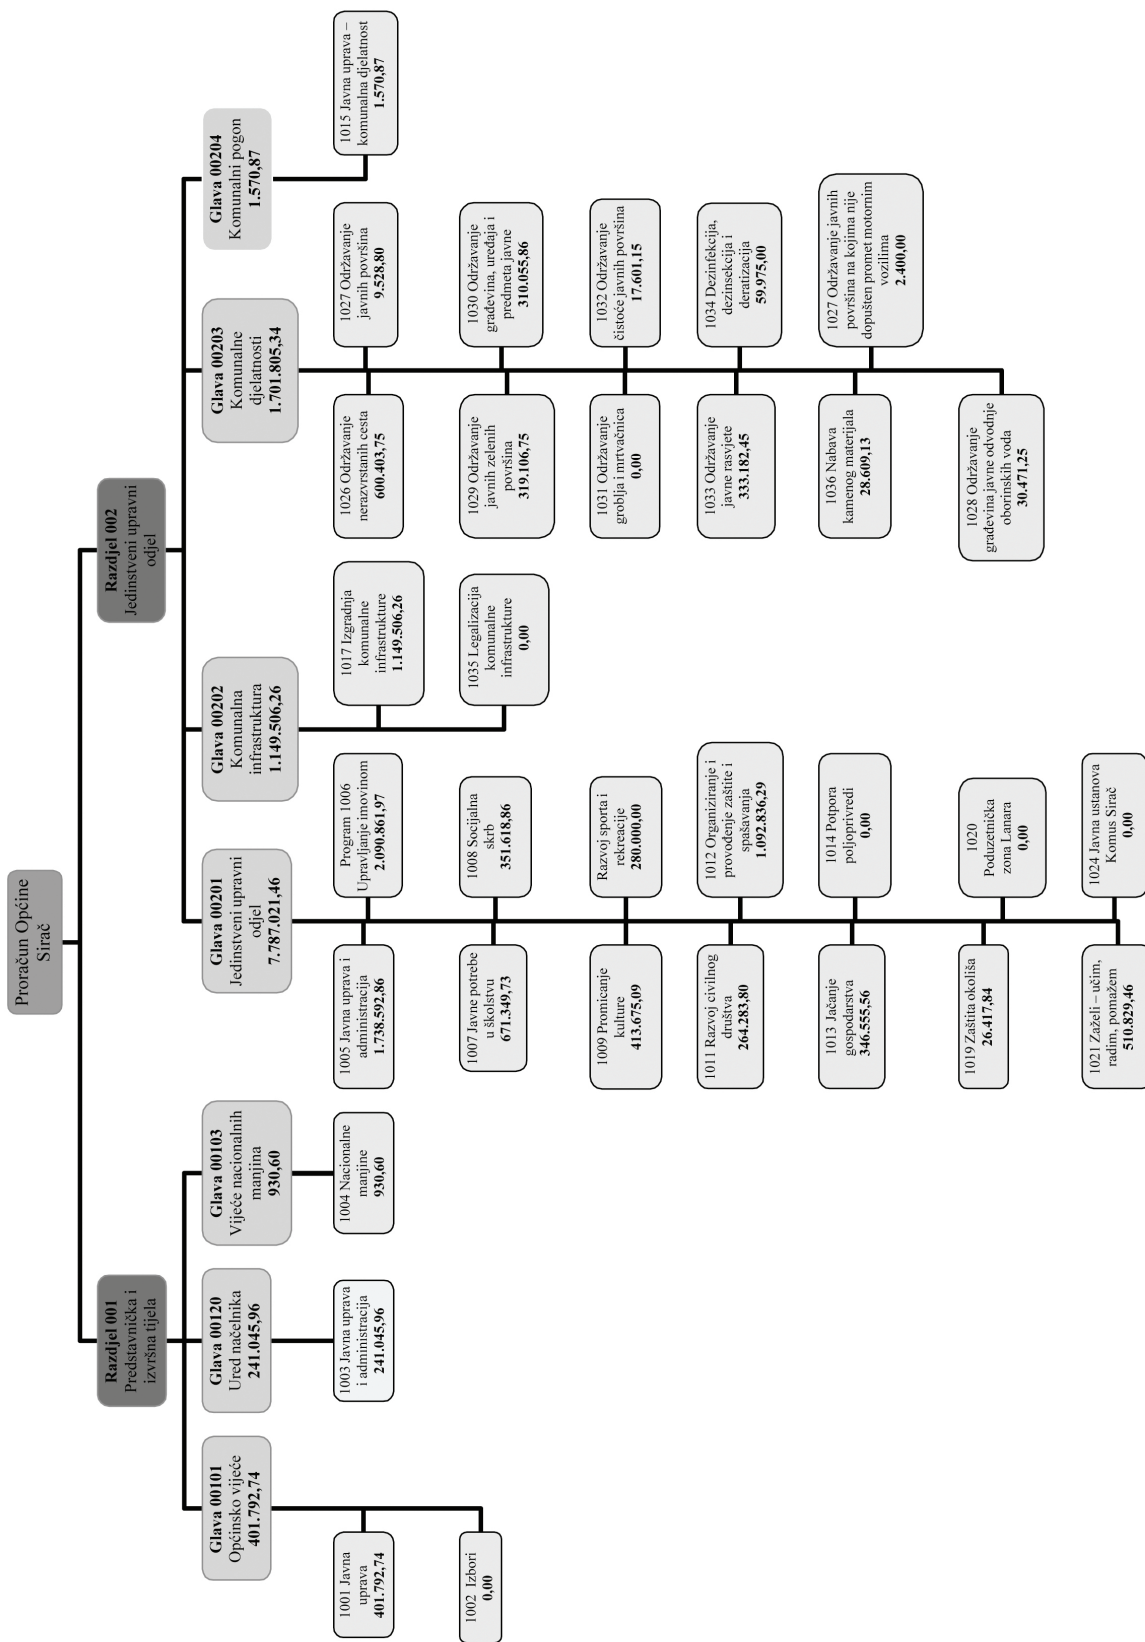 Proračun Općine
Sirač
Razdjel 001
Predstavnička i
izvršna tijela
Razdjel 002
Jedinstveni upravni
odjel
Glava 00101
Općinsko vijeće
401.792,74
Glava 00120
Ured načelnika
241.045,96
Glava 00103
Vijeće nacionalnih
manjina
930,60
Glava 00201
Jedinstveni upravni
odjel
7.787.021,46
Glava 00202
Komunalna
infrastruktura
1.149.506,26
Glava 00203
Komunalne
djelatnosti
1.701.805,34
Glava 00204
Komunalni pogon
1.570,87
1001 Javna
uprava
401.792,74
1002 Izbori
0,00
1003 Javna uprava
i administracija
241.045,96
1004 Nacionalne
manjine
930,60
1005 Javna uprava i
administracija
1.738.592,86
Program 1006
Upravljanje imovinom
2.090.861,97
1007 Javne potrebe
u školstvu
671.349,73
1008 Socijalna
skrb
351.618,86
1009 Promicanje
kulture
413.675,09
Razvoj sporta i
rekreacije
280.000,00
1011 Razvoj civilnog
društva
264.283,80
1012 Organiziranje i
provođenje zaštite i
spašavanja
1.092.836,29
1013 Jačanje
gospodarstva
346.555,56
1014 Potpora
poljoprivredi
0,00
1019 Zaštita okoliša
26.417,84
1020
Poduzetnička
zona Lanara
0,00
1021 Zaželi – učim,
radim, pomažem
510.829,46
1024 Javna ustanova
Komus Sirač
0,00
1017 Izgradnja
komunalne
infrastrukture
1.149.506,26
1035 Legalizacija
komunalne
infrastrukture
0,00
1026 Održavanje
nerazvrstanih cesta
600.403,75
1027 Održavanje
javnih površina
9.528,80
1029 Održavanje
javnih zelenih
površina
319.106,75
1030 Održavanje
građevina, uređaja i
predmeta javne
310.055,86
1031 Održavanje
groblja i mrtvačnica
0,00
1032 Održavanje
čistoće javnih površina
17.601,15
1033 Održavanje
javne rasvjete
333.182,45
1034 Dezinfekcija,
dezinsekcija i
deratizacija
59.975,00
1036 Nabava
kamenog materijala
28.609,13
1027 Održavanje javnih
površina na kojima nije
dopušten promet motornim
vozilima
2.400,00
1028 Održavanje
građevina javne odvodnje
oborinskih voda
30.471,25
1015 Javna uprava –
komunalna djelatnost
1.570,87